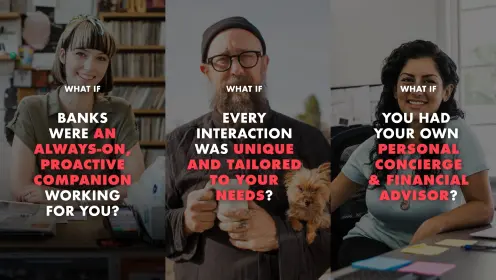 WHAT IF
BANKS
WERE AN
ALWAYS-ON,
PROACTIVE
COMPANION
WORKING
FOR YOU?
WHAT IF
EVERY
INTERACTION
WAS UNIQUE
AND TAILORED
TO YOUR
NEEDS?
WHAT IF
YOU HAD
YOUR OWN
PERSONAL
CONCIERGE
& FINANCIAL
ADVISOR?